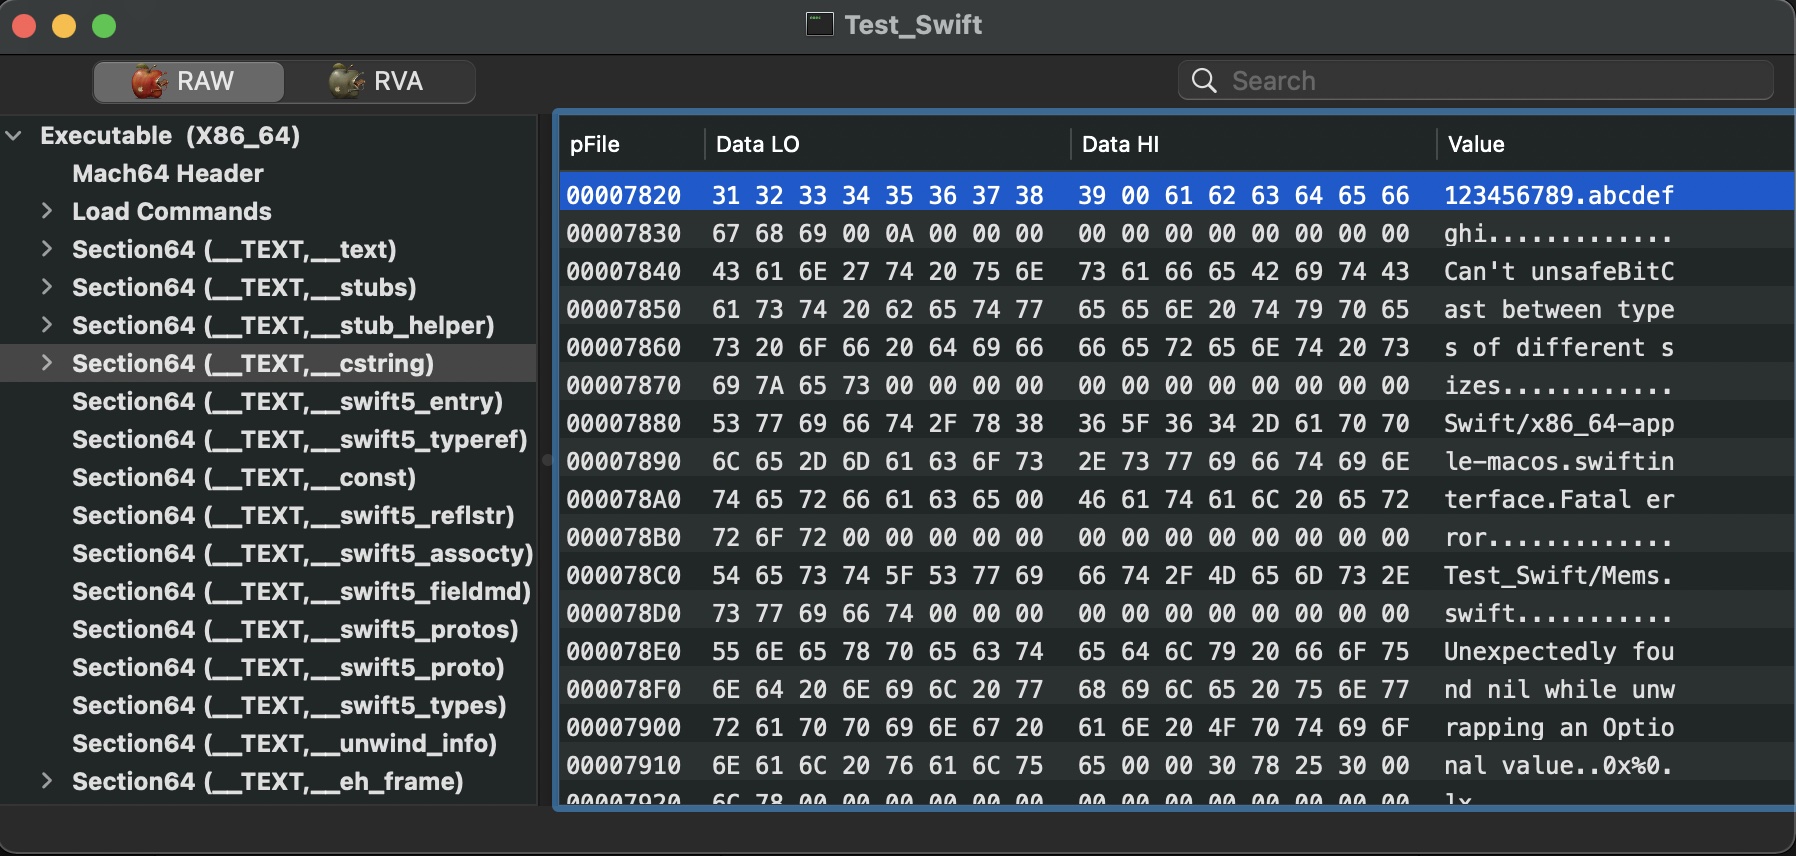 Test_Swift
RAW RVA Search
Executable (X86_64)
Mach64 Header
Load Commands
Section64 (__TEXT,__text)
Section64 (__TEXT,__stubs)
Section64 (__TEXT,__stub_helper)
Section64 (__TEXT,__cstring)
Section64 (__TEXT,__swift5_entry)
Section64 (__TEXT,__swift5_typeref)
Section64 (__TEXT,__const)
Section64 (__TEXT,__swift5_reflstr)
Section64 (__TEXT,__swift5_assocty)
Section64 (__TEXT,__swift5_fieldmd)
Section64 (__TEXT,__swift5_protos)
Section64 (__TEXT,__swift5_proto)
Section64 (__TEXT,__swift5_types)
Section64 (__TEXT,__unwind_info)
Section64 (__TEXT,__eh_frame)
pFile Data LO Data HI Value
00007820 31 32 33 34 35 36 37 38 39 00 61 62 63 64 65 66 123456789.abcdef
00007830 67 68 69 00 0A 00 00 00 00 00 00 00 00 00 00 00 ghi.............
00007840 43 61 6E 27 74 20 75 6E 73 61 66 65 42 69 74 43 Can't unsafeBitC
00007850 61 73 74 20 62 65 74 77 65 65 6E 20 74 79 70 65 ast between type
00007860 73 20 6F 66 20 64 69 66 66 65 72 65 6E 74 20 73 s of different s
00007870 69 7A 65 73 00 00 00 00 00 00 00 00 00 00 00 00 izes............
00007880 53 77 69 66 74 2F 78 38 36 5F 36 34 2D 61 70 70 Swift/x86_64-app
00007890 6C 65 2D 6D 61 63 6F 73 2E 73 77 69 66 74 69 6E le-macos.swiftin
000078A0 74 65 72 66 61 63 65 00 46 61 74 61 6C 20 65 72 terface.Fatal er
000078B0 72 6F 72 00 00 00 00 00 00 00 00 00 00 00 00 00 ror.............
000078C0 54 65 73 74 5F 53 77 69 66 74 2F 4D 65 6D 73 2E Test_Swift/Mems.
000078D0 73 77 69 66 74 00 00 00 00 00 00 00 00 00 00 00 swift...........
000078E0 55 6E 65 78 70 65 63 74 65 64 6C 79 20 66 6F 75 Unexpectedly fou
000078F0 6E 64 20 6E 69 6C 20 77 68 69 6C 65 20 75 6E 77 nd nil while unw
00007900 72 61 70 70 69 6E 67 20 61 6E 20 4F 70 74 69 6F rapping an Optio
00007910 6E 61 6C 20 76 61 6C 75 65 00 00 30 78 25 30 00 nal value..0x%0.
00007920 6C 78 00 00 00 00 00 00 00 00 00 00 00 00 00 00 lx